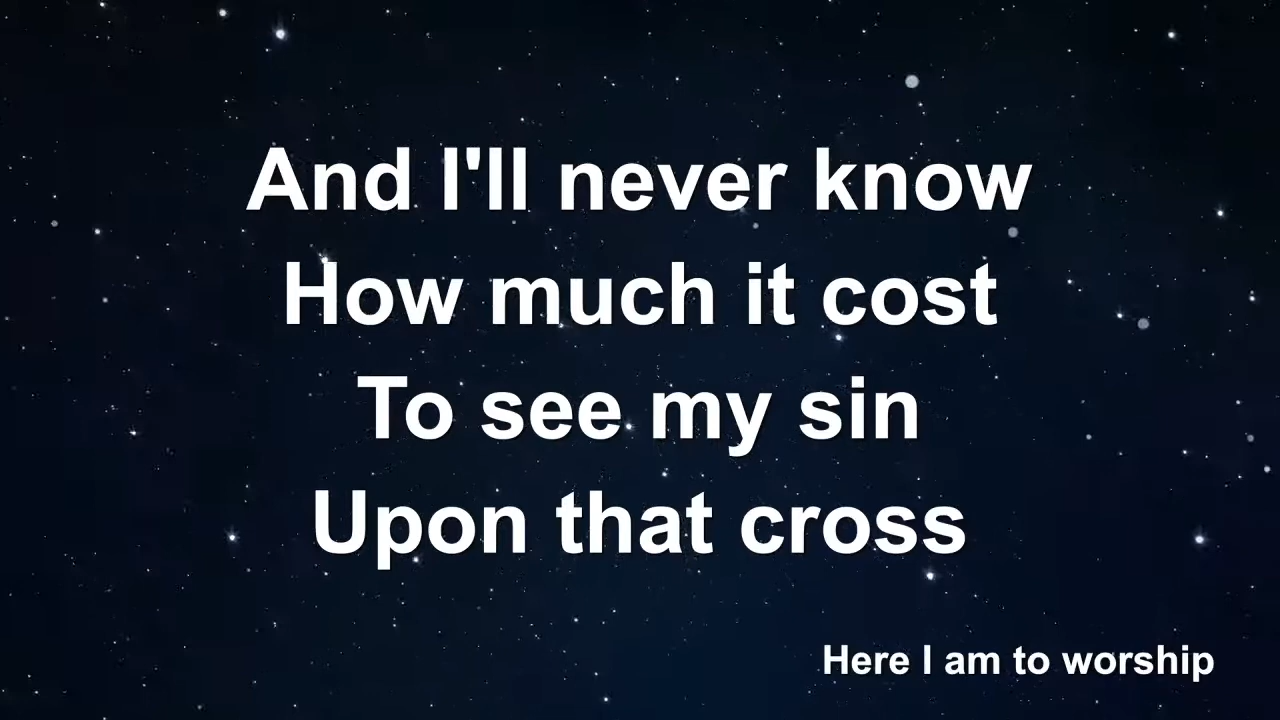 And I'll never know
How much it cost
To see my sin
Upon that cross
Here I am to worship